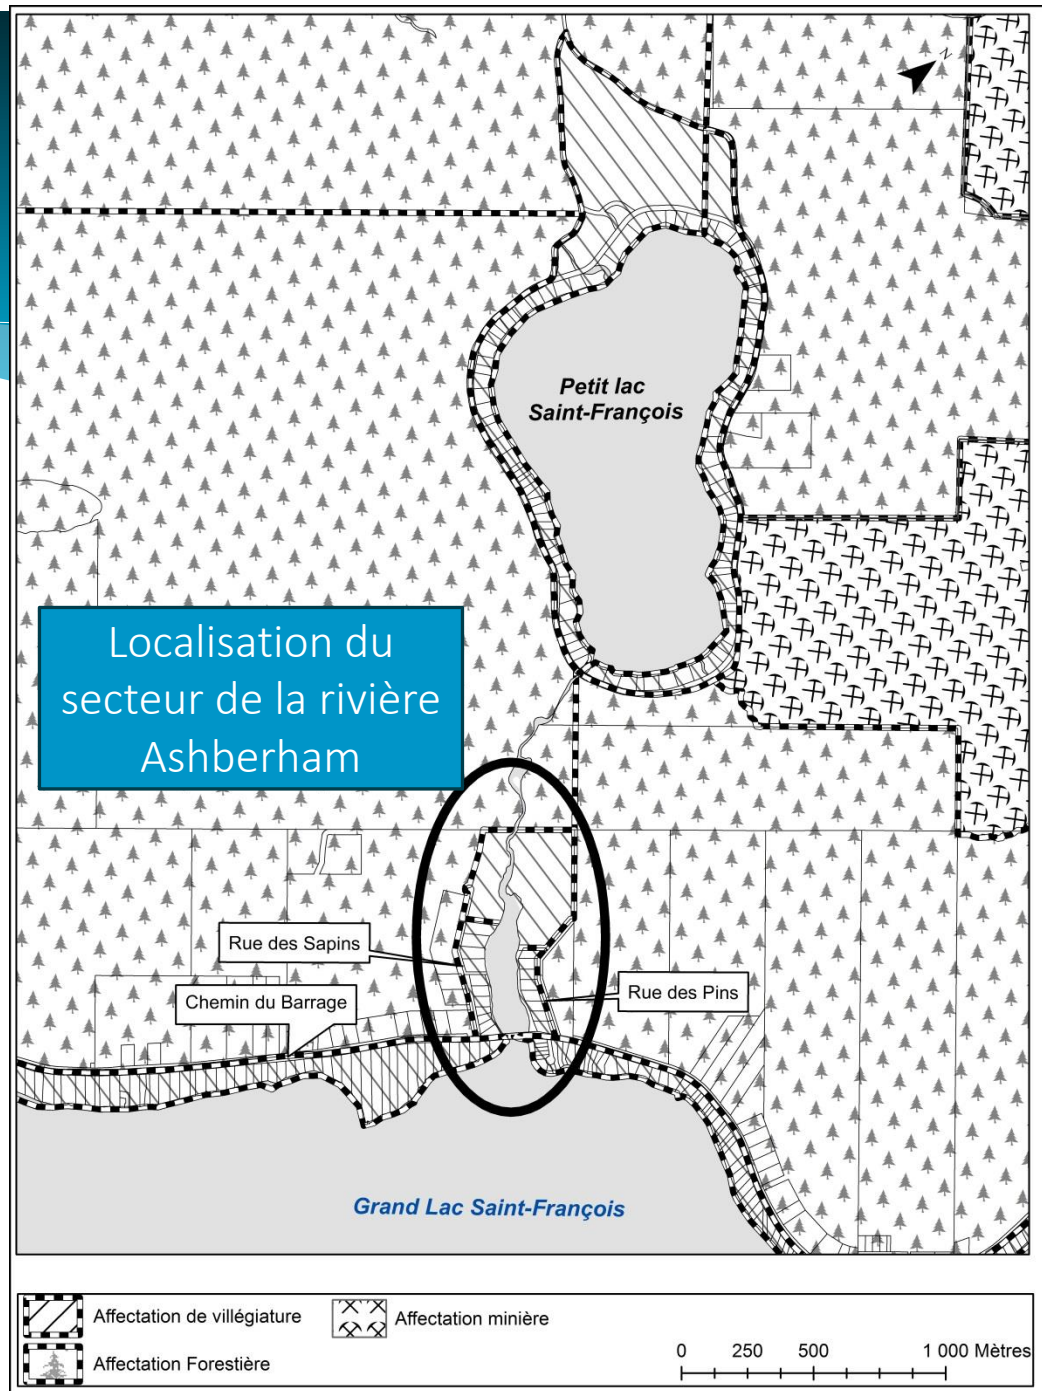 N
Petit lac
Saint-François
Localisation du
secteur de la rivière
Ashberham
Rue des Sapins
Chemin du Barrage
Rue des Pins
Grand Lac Saint-François
Affectation de villégiature
Affectation minière
Affectation Forestière
0 250 500 1 000 Mètres